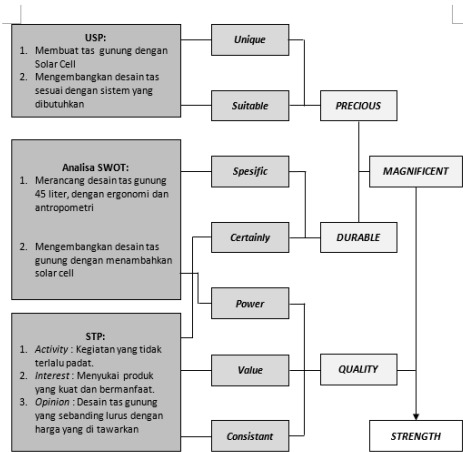 USP:
1. Membuat tas gunung dengan
Solar Cell
2. Mengembangkan desain tas
sesuai dengan sistem yang
dibutuhkan
Analisa SWOT:
1. Merancang desain tas gunung
45 liter, dengan ergonomi dan
antropometri
2. Mengembangkan desain tas
gunung dengan menambahkan
solar cell
STP:
1. Activity : Kegiatan yang tidak
terlalu padat.
2. Interest : Menyukai produk
yang kuat dan bermanfaat.
3. Opinion : Desain tas gunung
yang sebanding lurus dengan
harga yang di tawarkan
Unique
Suitable
Spesific
Certainly
Power
Value
Consistant
PRECIOUS
DURABLE
QUALITY
MAGNIFICENT
STRENGTH